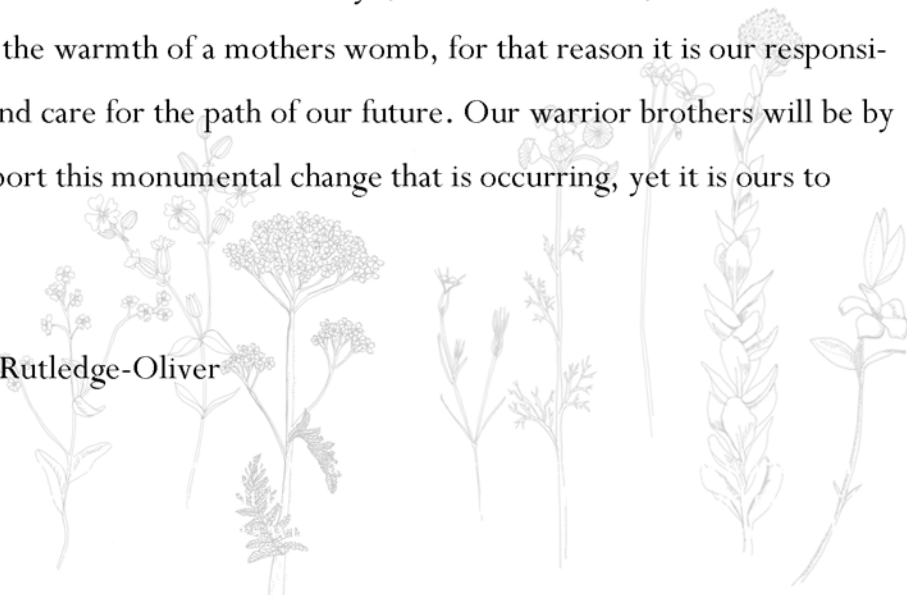 the warmth of a mothers womb, for that reason it is our responsi-
nd care for the path of our future. Our warrior brothers will be by
port this monumental change that is occurring, yet it is ours to
Rutledge-Oliver